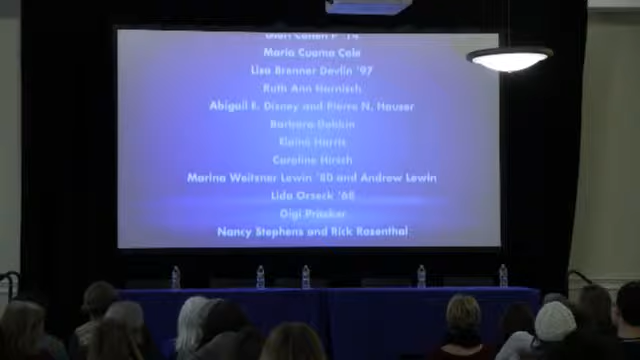 Maria Cuomo Cole
Lisa Brenner Devlin '97
Ruth Ann Harnisch
Abigail E. Disney and Pierre N. Hauser
Barbara Dobkin
Elaine Harris
Caroline Hirsch
Marina Weitzner Lewin '80 and Andrew Lewin
Lida Orzeck '68
Gigi Pritzker
Nancy Stephens and Rick Rosenthal